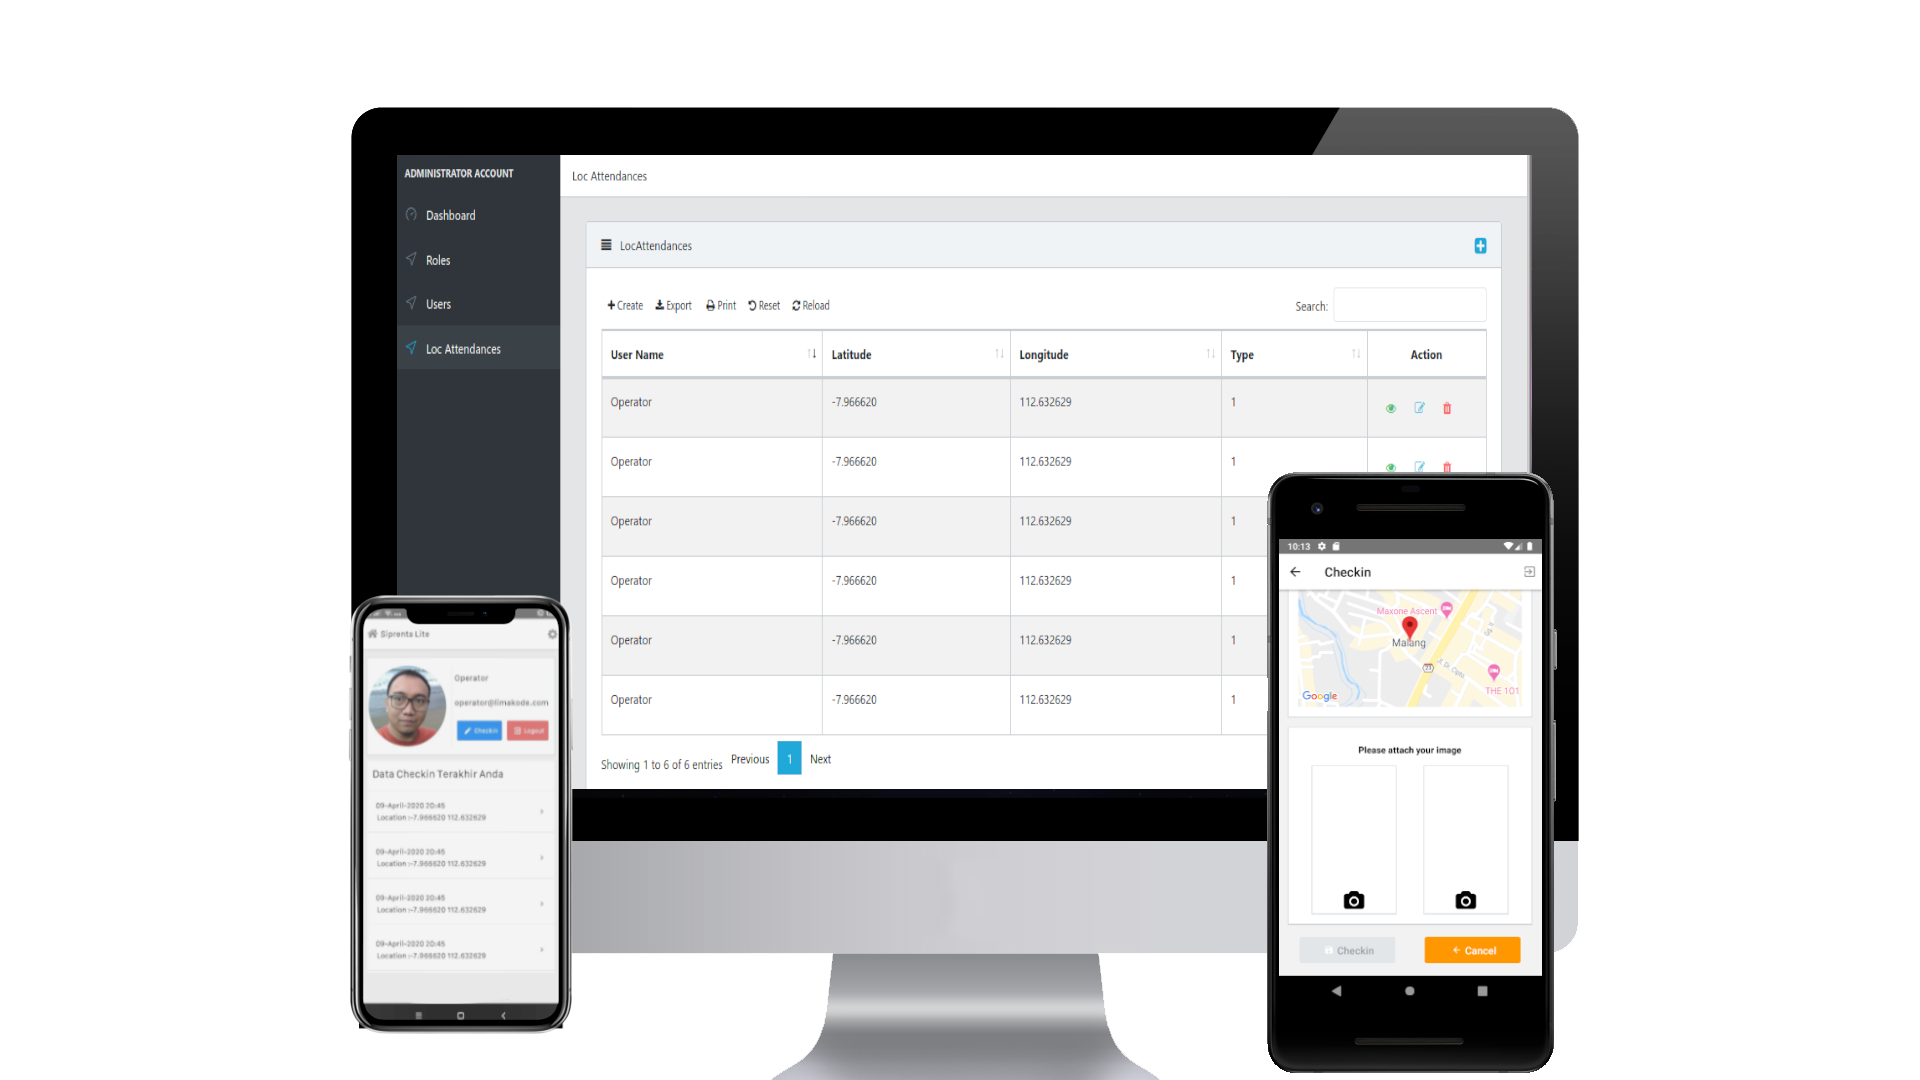 ADMINISTRATOR ACCOUNT
Dashboard
Roles
Users
Loc Attendances
Loc Attendances
LocAttendances
Create Export Print Reset Reload
Search:
User Name Latitude Longitude Type Action
Operator -7.966620 112.632629 1
Operator -7.966620 112.632629 1
Operator -7.966620 112.632629 1
Operator -7.966620 112.632629 1
Operator -7.966620 112.632629 1
Operator -7.966620 112.632629 1
Showing 1 to 6 of 6 entries Previous 1 Next
Siprenta Lite
Operator
operator@limakode.com
Checkin Logout
Data Checkin Terakhir Anda
09-April-2020 20:45
Location :-7.966620 112.632629
09-April-2020 20:45
Location :-7.966620 112.632629
09-April-2020 20:45
Location :-7.966620 112.632629
09-April-2020 20:45
Location :-7.966620 112.632629
10:13
Checkin
Maxone Ascent
Malang
Google
THE 101
Please attach your image
Checkin Cancel